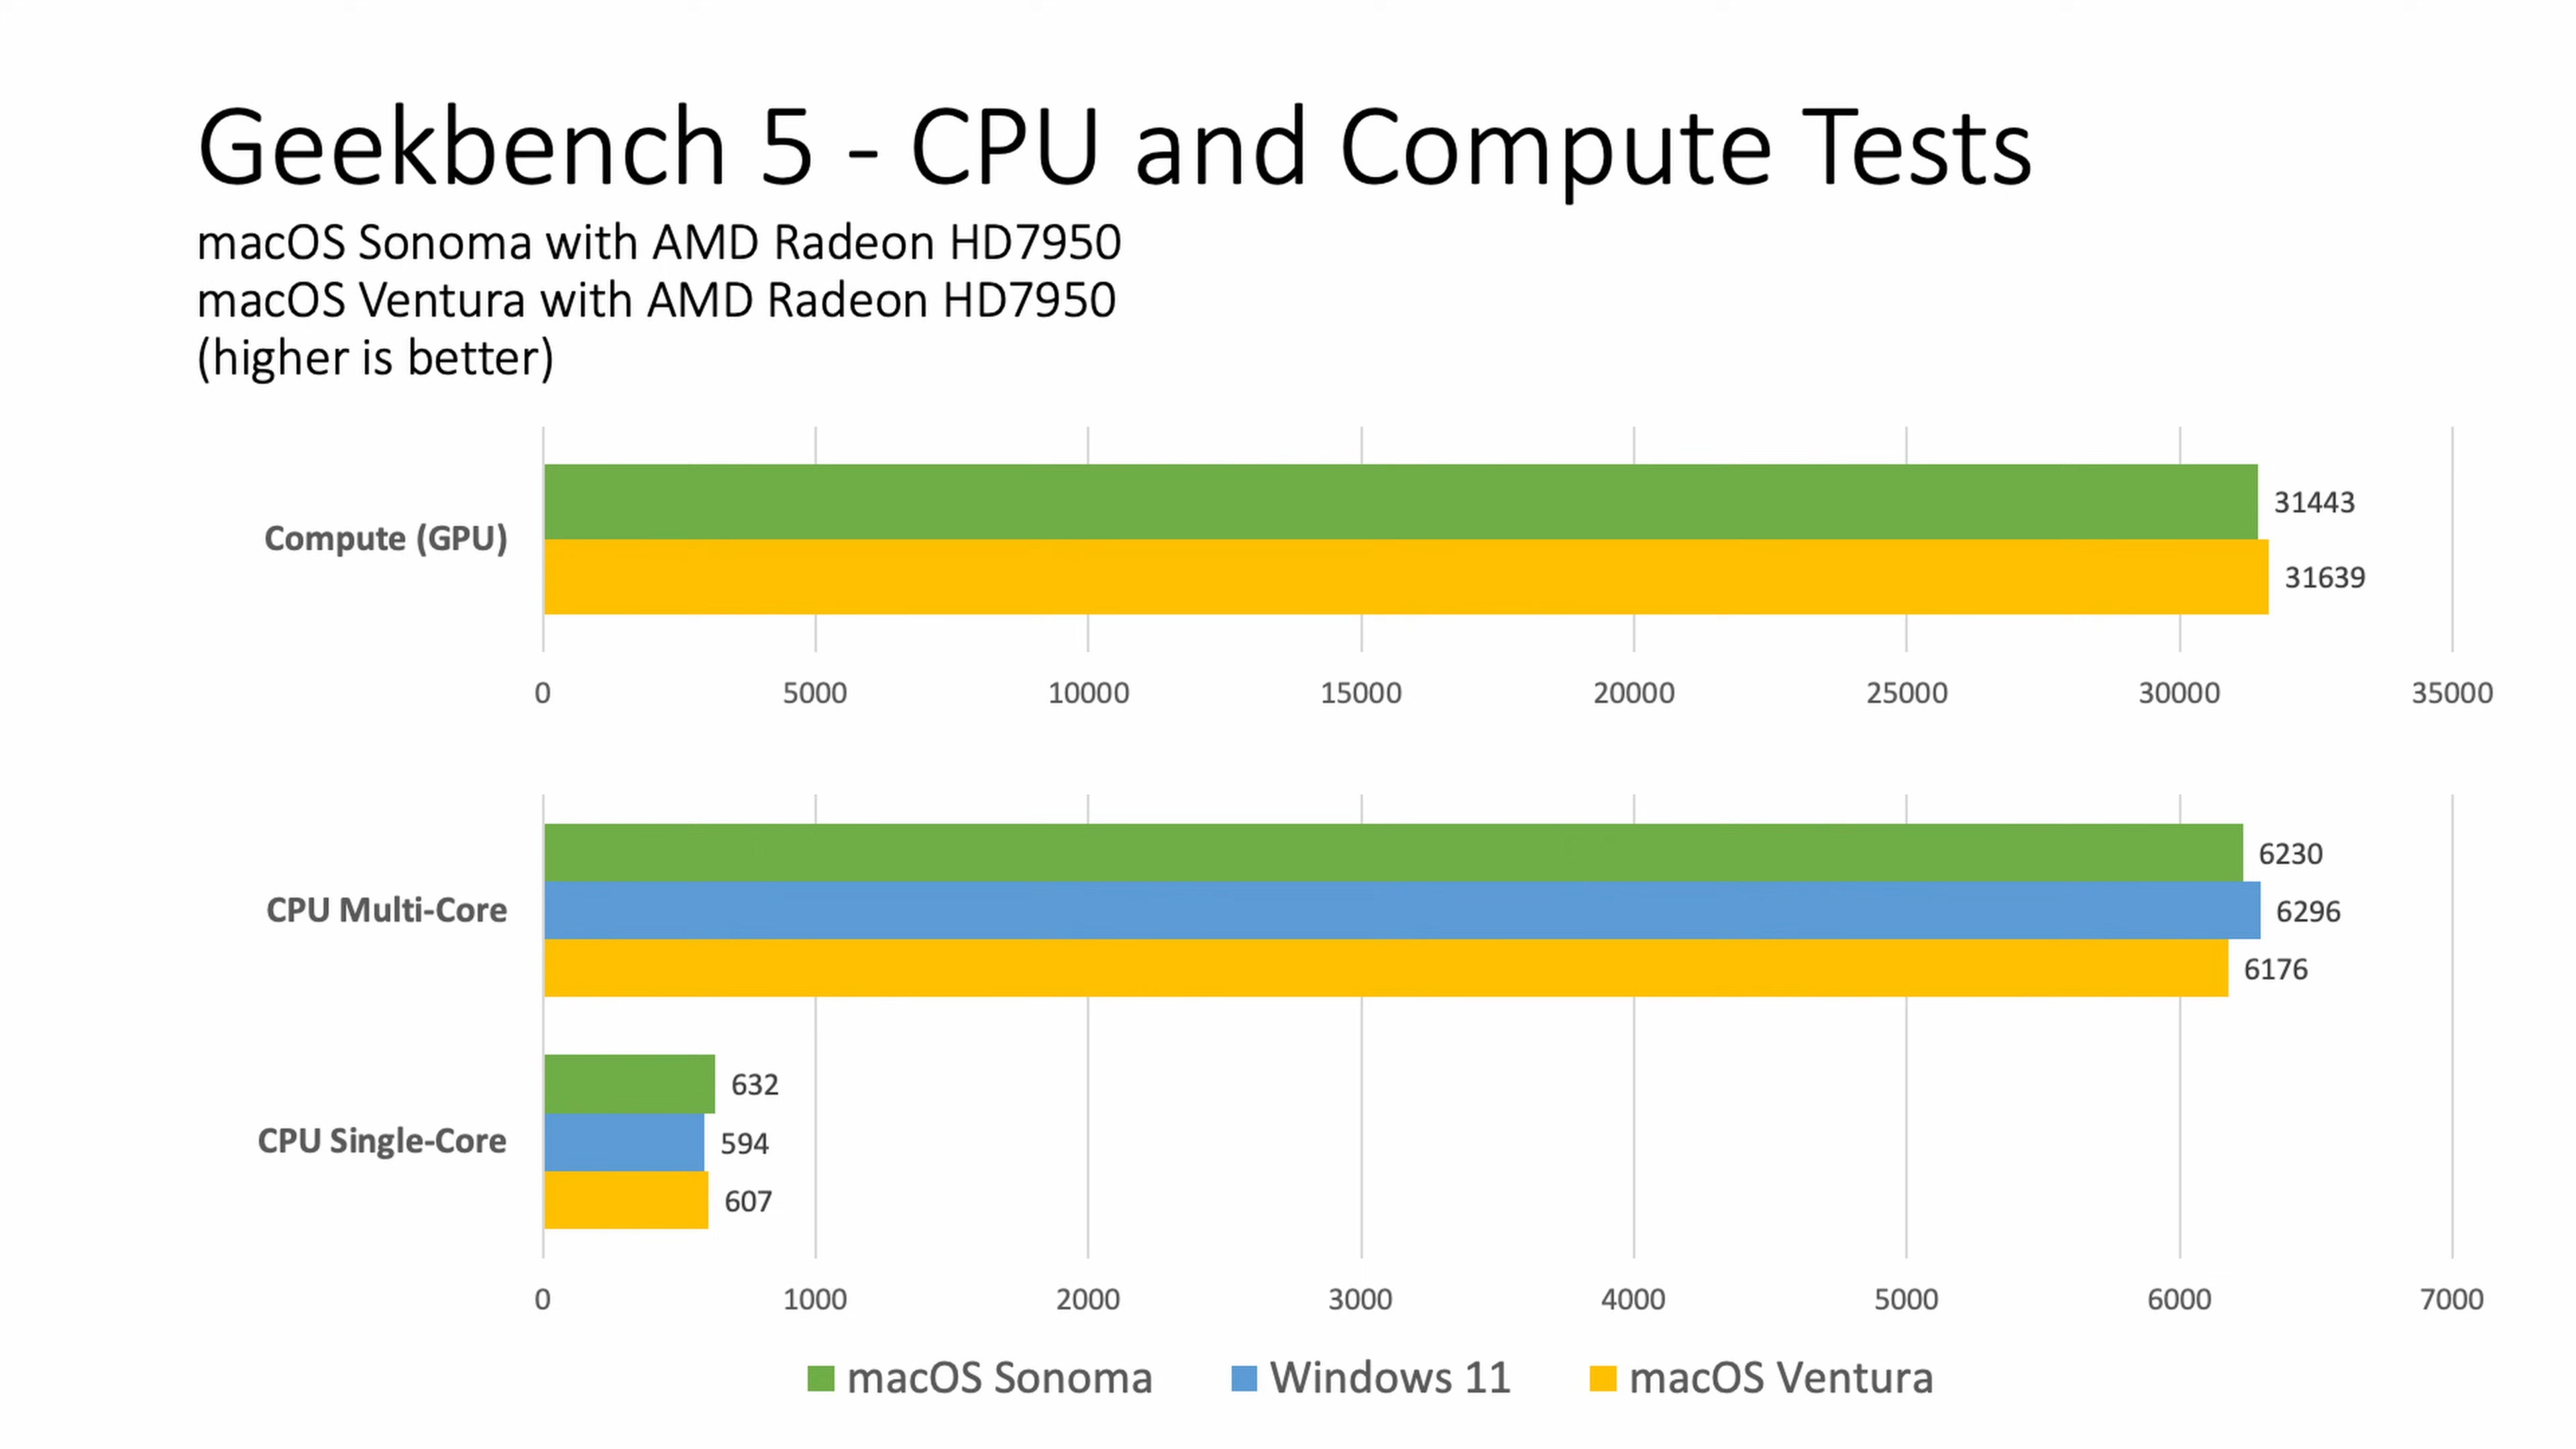 Geekbench 5 - CPU and Compute Tests
macOS Sonoma with AMD Radeon HD7950
macOS Ventura with AMD Radeon HD7950
(higher is better)
Compute (GPU)
31443
31639
0 5000 10000 15000 20000 25000 30000 35000
CPU Multi-Core
6230
6296
6176
CPU Single-Core
632
594
607
0 1000 2000 3000 4000 5000 6000 7000
macOS Sonoma Windows 11 macOS Ventura